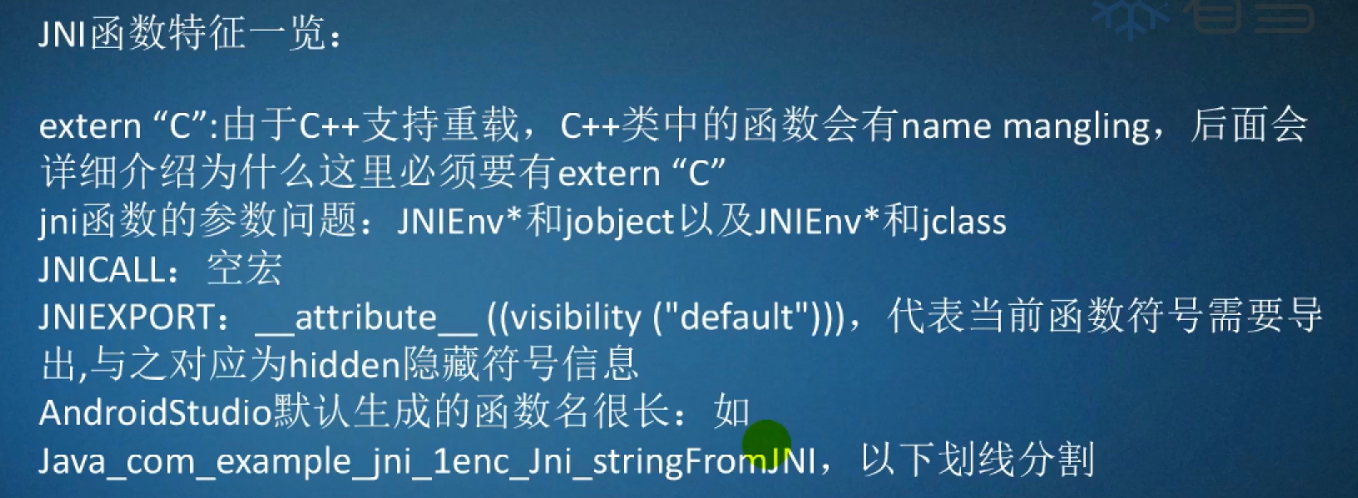 JNI函数特征一览：
extern “C”:由于C++支持重载，C++类中的函数会有name mangling，后面会
详细介绍为什么这里必须要有extern “C”
jni函数的参数问题：JNIEnv*和jobject以及JNIEnv*和jclass
JNICALL：空宏
JNIEXPORT：__attribute__ ((visibility ("default")))，代表当前函数符号需要导
出,与之对应为hidden隐藏符号信息
AndroidStudio默认生成的函数名很长：如
Java_com_example_jni_1enc_Jni_stringFromJNI，以下划线分割